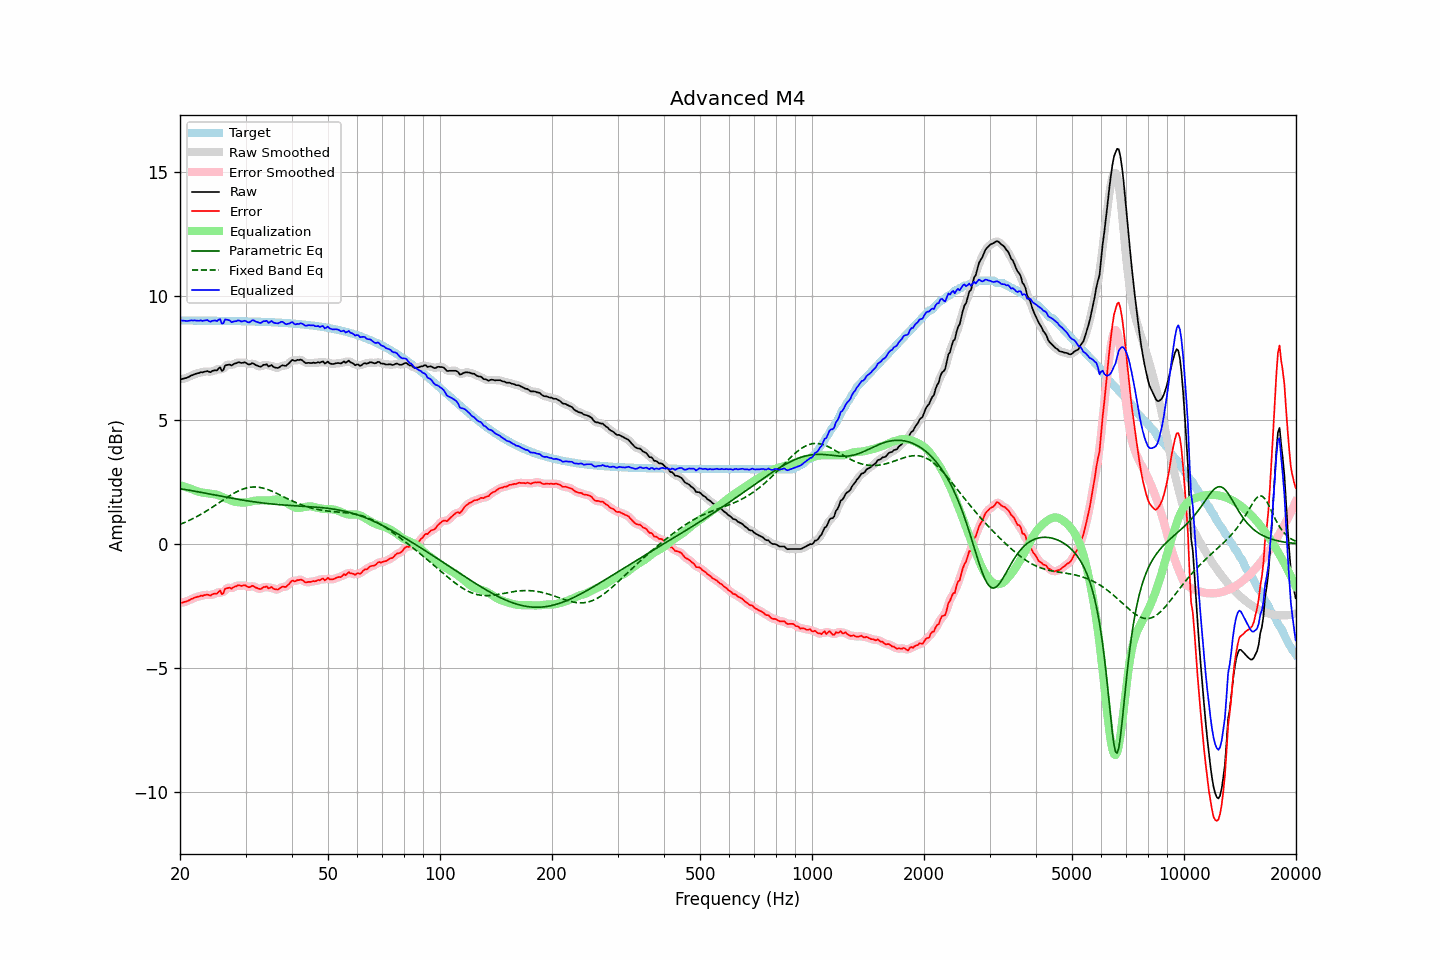 Advanced M4
Target
Raw Smoothed
Error Smoothed
Raw
Error
Equalization
Parametric Eq
Fixed Band Eq
Equalized
15
10
5
0
−5
−10
Amplitude (dBr)
20 50 100 200 500 1000 2000 5000 10000 20000
Frequency (Hz)